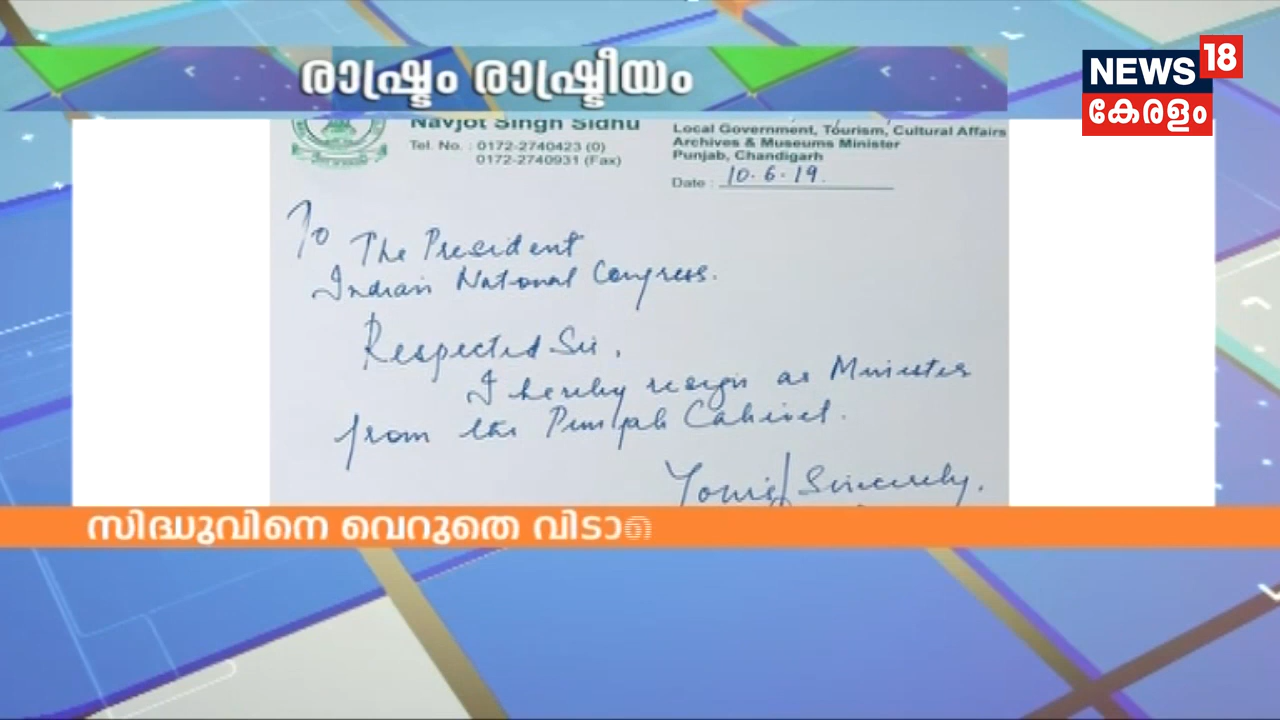 രാഷ്ട്രം രാഷ്ട്രീയം
NEWS 18
കേരളം
Navjot Singh Sidhu
Tel. No. : 0172-2740423 (0)
0172-2740931 (Fax)
Local Government, Tourism, Cultural Affairs
Archives & Museums Minister
Punjab, Chandigarh
Date : 10.6.19.
To
The President
Indian National Congress.
Respected Sir,
I hereby resign as Minister
from the Punjab Cabinet.
Yours Sincerely,
സിദ്ധുവിനെ വെറുതെ വിടാ